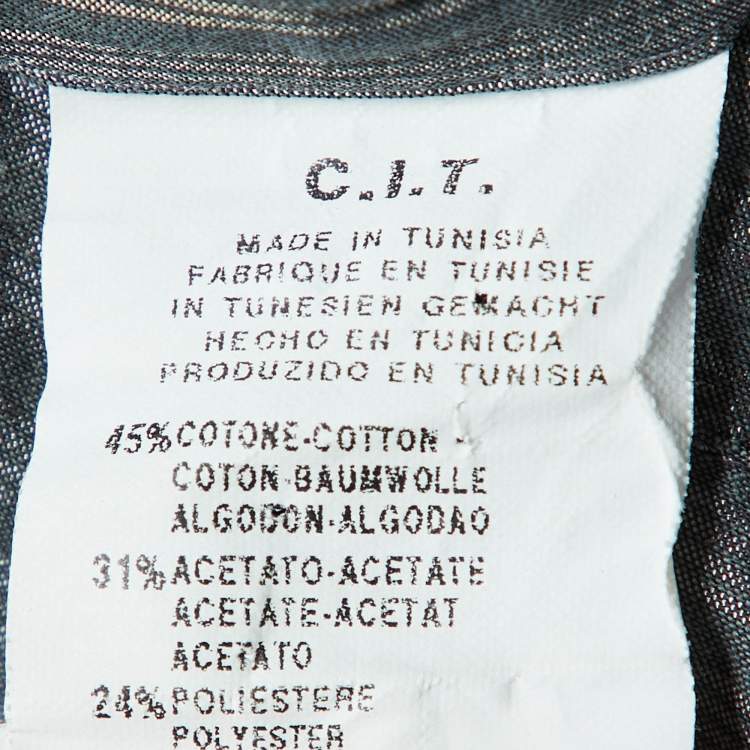 C.I.T.
MADE IN TUNISIA
FABRIQUE EN TUNISIE
IN TUNESIEN GEMACHT
HECHO EN TUNICIA
PRODUZIDO EN TUNISIA
45% COTONE-COTTON -
COTON-BAUMWOLLE
ALGODON-ALGODAO
31% ACETATO-ACETATE
ACETATE-ACETAT
ACETATO
24% POLIESTERE
POLYESTER